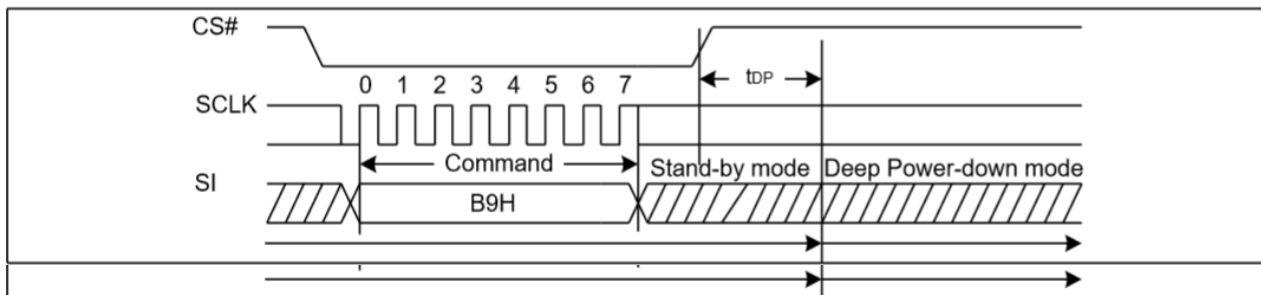 CS#
0 1 2 3 4 5 6 7
tDP
SCLK
Command
Stand-by mode Deep Power-down mode
SI
B9H